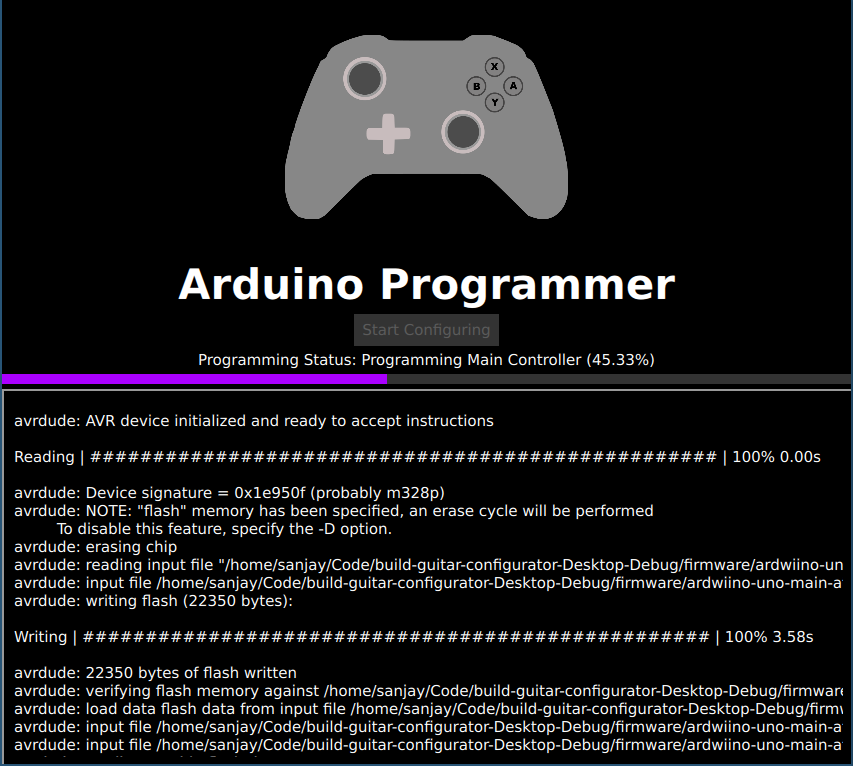 X
B A
Y
Arduino Programmer
Start Configuring
Programming Status: Programming Main Controller (45.33%)
avrdude: AVR device initialized and ready to accept instructions
Reading | ################################################## | 100% 0.00s
avrdude: Device signature = 0x1e950f (probably m328p)
avrdude: NOTE: "flash" memory has been specified, an erase cycle will be performed
To disable this feature, specify the -D option.
avrdude: erasing chip
avrdude: reading input file "/home/sanjay/Code/build-guitar-configurator-Desktop-Debug/firmware/ardwiino-un
avrdude: input file /home/sanjay/Code/build-guitar-configurator-Desktop-Debug/firmware/ardwiino-uno-main-a
avrdude: writing flash (22350 bytes):
Writing | ################################################## | 100% 3.58s
avrdude: 22350 bytes of flash written
avrdude: verifying flash memory against /home/sanjay/Code/build-guitar-configurator-Desktop-Debug/firmware
avrdude: load data flash data from input file /home/sanjay/Code/build-guitar-configurator-Desktop-Debug/firm
avrdude: input file /home/sanjay/Code/build-guitar-configurator-Desktop-Debug/firmware/ardwiino-uno-main-a
avrdude: input file /home/sanjay/Code/build-guitar-configurator-Desktop-Debug/firmware/ardwiino-uno-main-a